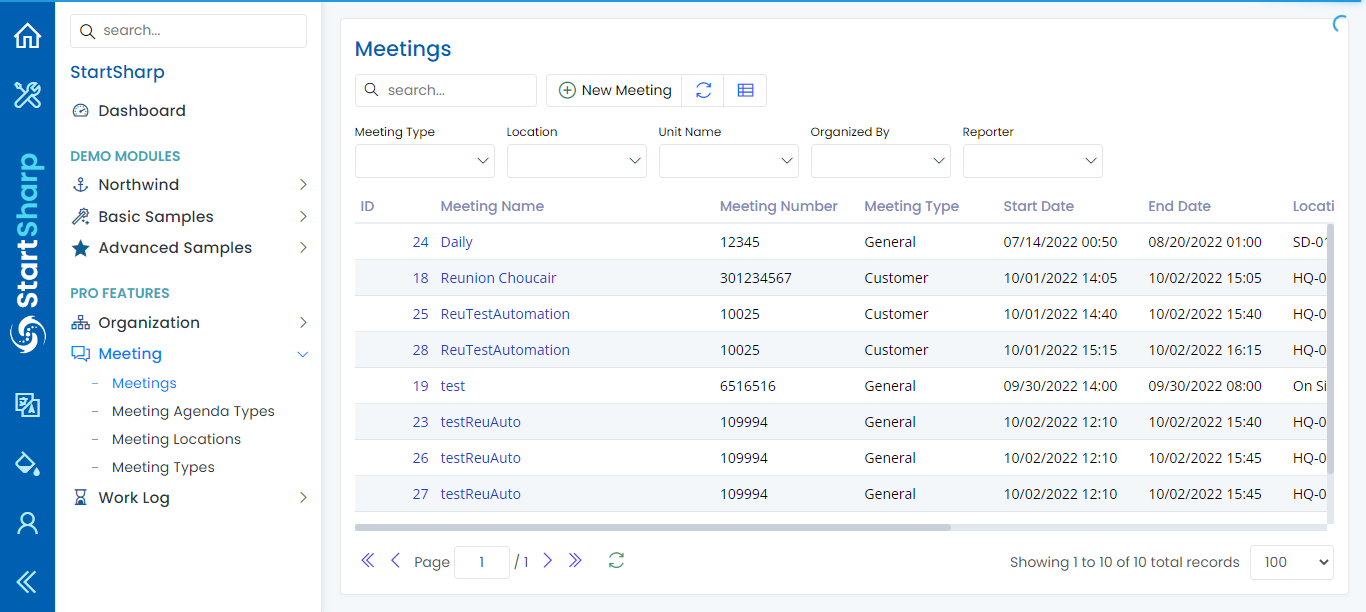 search...
StartSharp
Dashboard
DEMO MODULES
Northwind
Basic Samples
Advanced Samples
PRO FEATURES
Organization
Meeting
Meetings
Meeting Agenda Types
Meeting Locations
Meeting Types
Work Log
StartSharp
Meetings
search...
New Meeting
Meeting Type Location Unit Name Organized By Reporter
ID Meeting Name Meeting Number Meeting Type Start Date End Date Locati
24 Daily 12345 General 07/14/2022 00:50 08/20/2022 01:00 SD-01
18 Reunion Choucair 301234567 Customer 10/01/2022 14:05 10/02/2022 15:05 HQ-0
25 ReuTestAutomation 10025 Customer 10/01/2022 14:40 10/02/2022 15:40 HQ-0
28 ReuTestAutomation 10025 Customer 10/01/2022 15:15 10/02/2022 16:15 HQ-0
19 test 6516516 General 09/30/2022 14:00 09/30/2022 08:00 On Si
23 testReuAuto 109994 General 10/02/2022 12:10 10/02/2022 15:40 HQ-0
26 testReuAuto 109994 General 10/02/2022 12:10 10/02/2022 15:45 HQ-0
27 testReuAuto 109994 General 10/02/2022 12:10 10/02/2022 15:45 HQ-0
Page 1 / 1 Showing 1 to 10 of 10 total records 100